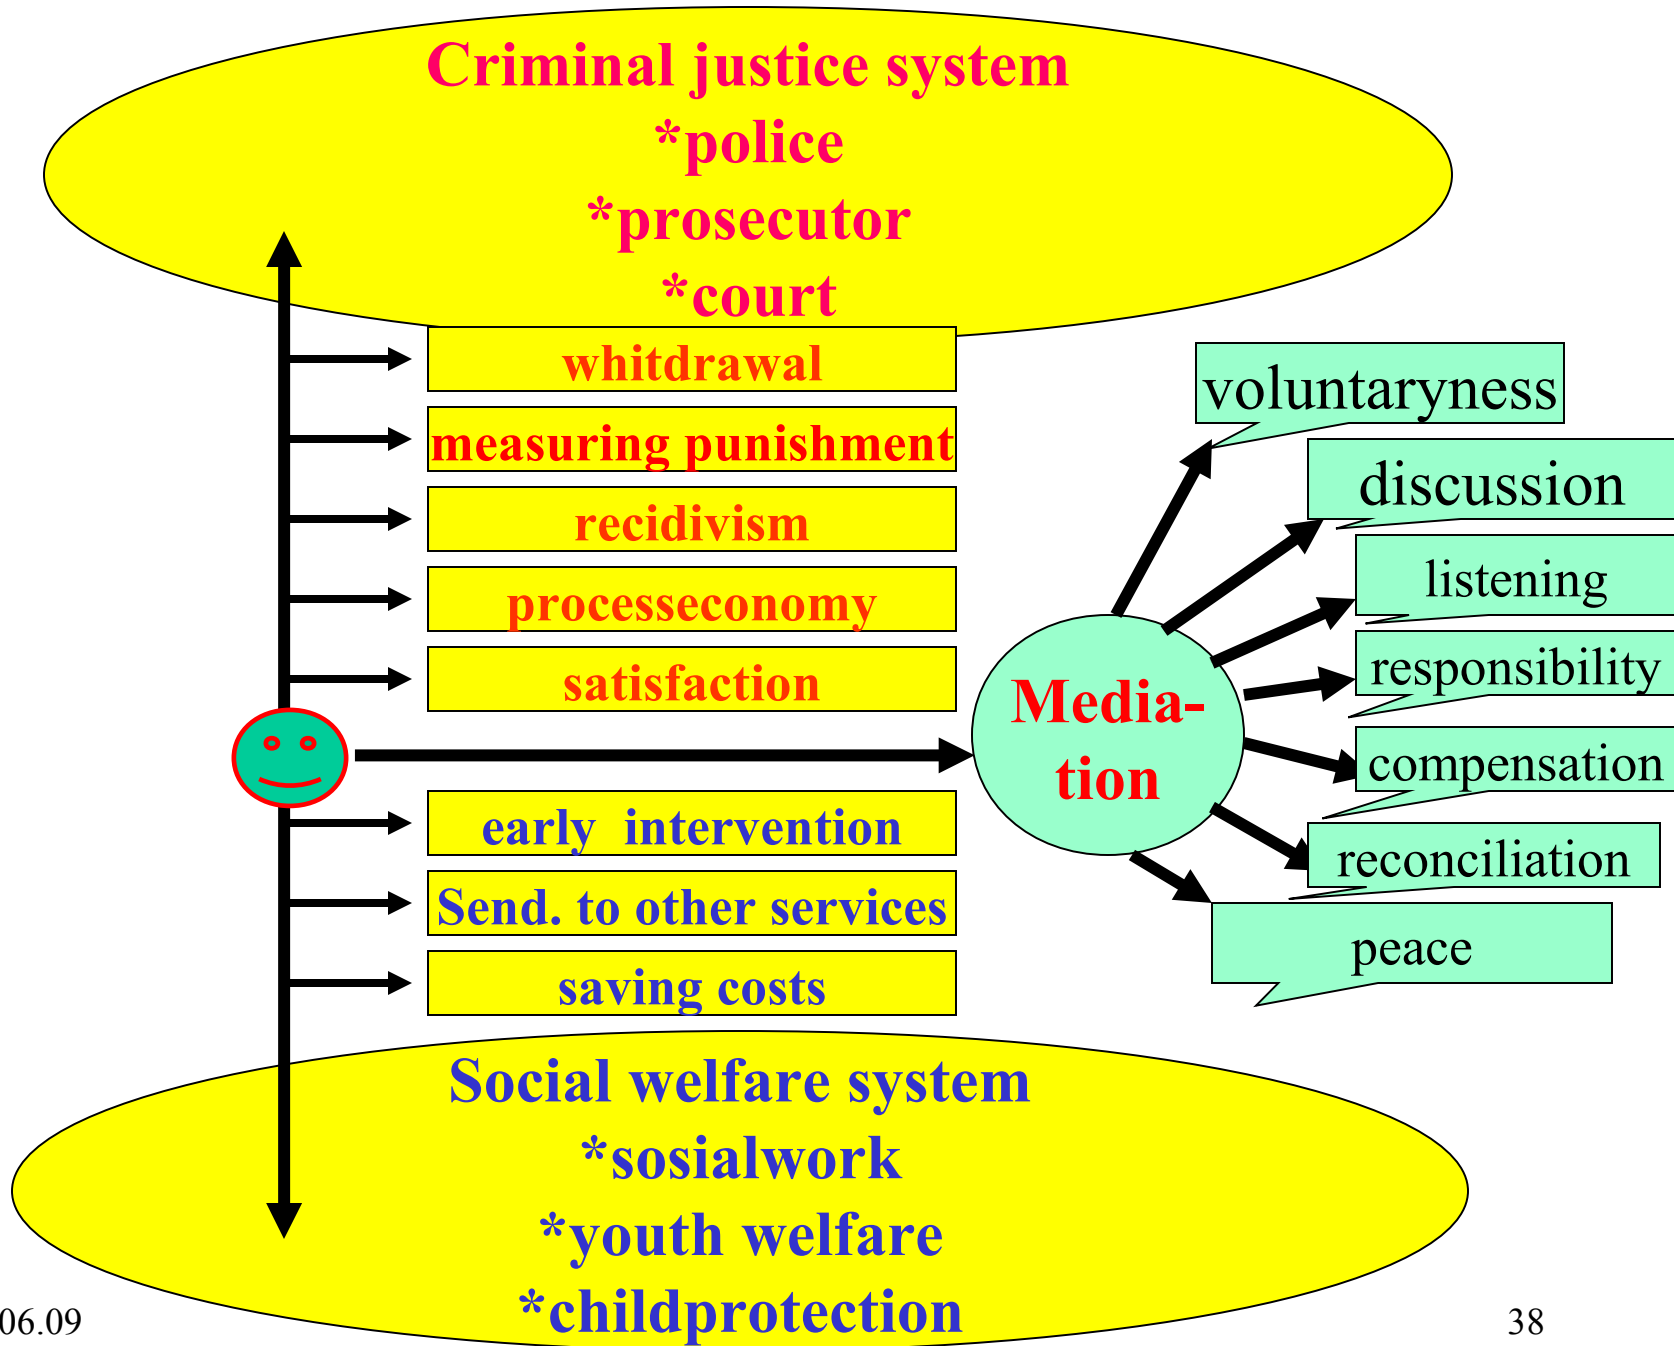 Criminal justice system
*police
*prosecutor
*court
whitdrawal
measuring punishment
recidivism
processeconomy
satisfaction
voluntaryness
discussion
listening
responsibility
compensation
reconciliation
peace
Media-
tion
early intervention
Send. to other services
saving costs
Social welfare system
*sosialwork
*youth welfare
*childprotection
06.09
38